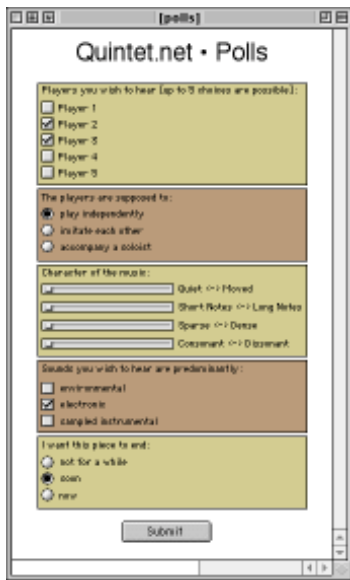 [polls]
Quintet.net • Polls
Players you wish to hear [up to 5 choices are possible]:
Player 1
Player 2
Player 3
Player 4
Player 5
The players are supposed to:
play independently
imitate each other
accompany a soloist
Character of the music:
Quiet <-> Moved
Short Notes <-> Long Notes
Sparse <-> Dense
Consonant <-> Dissonant
Sounds you wish to hear are predominantly:
environmental
electronic
sampled instrumental
I want this piece to end:
not for a while
soon
now
Submit